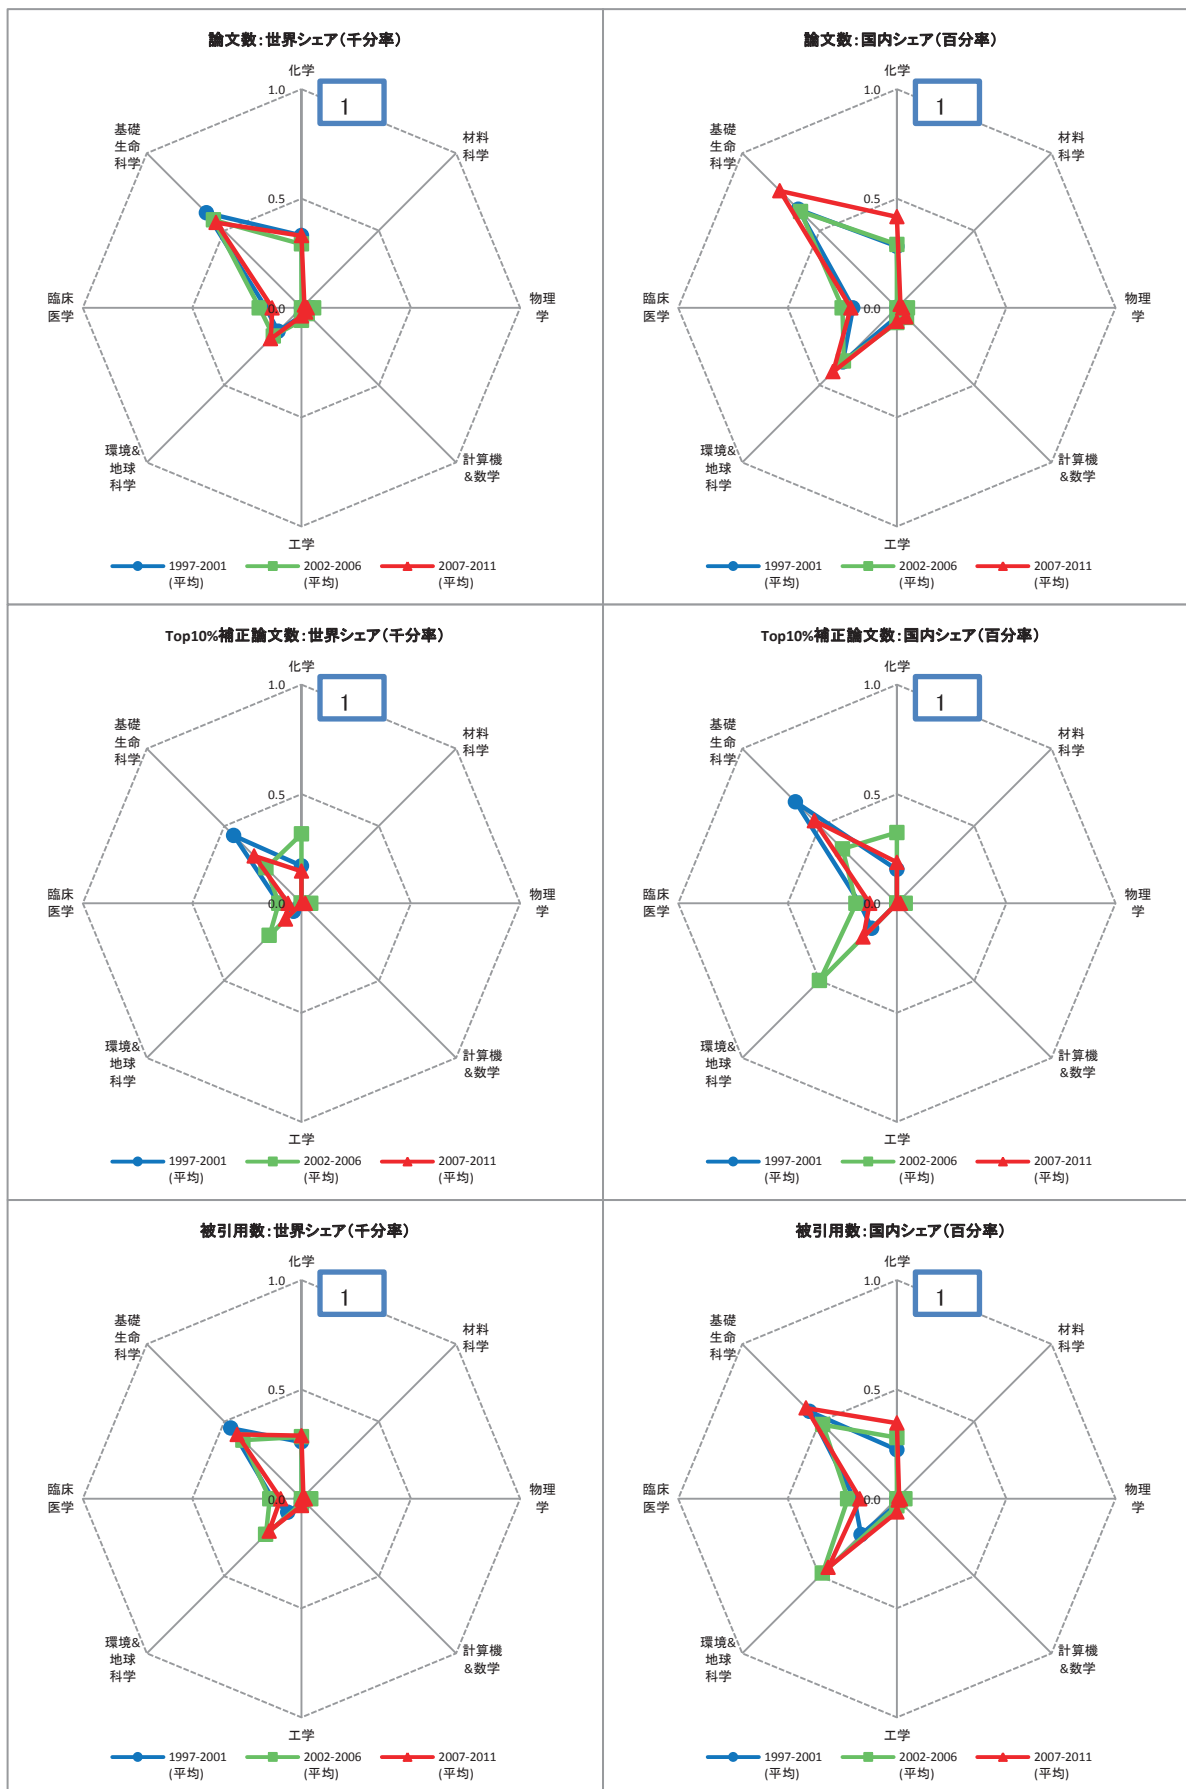 論文数：世界シェア（千分率）
化学
1.0
1
基礎
生命
科学
材料
科学
0.5
臨床
医学
0.0
物理
学
環境&
地球
科学
計算機
&数学
工学
1997-2001
(平均)
2002-2006
(平均)
2007-2011
(平均)
論文数：国内シェア（百分率）
化学
1.0
1
基礎
生命
科学
材料
科学
0.5
臨床
医学
0.0
物理
学
環境&
地球
科学
計算機
&数学
工学
1997-2001
(平均)
2002-2006
(平均)
2007-2011
(平均)
Top10%補正論文数：世界シェア（千分率）
化学
1.0
1
基礎
生命
科学
材料
科学
0.5
臨床
医学
0.0
物理
学
環境&
地球
科学
計算機
&数学
工学
1997-2001
(平均)
2002-2006
(平均)
2007-2011
(平均)
Top10%補正論文数：国内シェア（百分率）
化学
1.0
1
基礎
生命
科学
材料
科学
0.5
臨床
医学
0.0
物理
学
環境&
地球
科学
計算機
&数学
工学
1997-2001
(平均)
2002-2006
(平均)
2007-2011
(平均)
被引用数：世界シェア（千分率）
化学
1.0
1
基礎
生命
科学
材料
科学
0.5
臨床
医学
0.0
物理
学
環境&
地球
科学
計算機
&数学
工学
1997-2001
(平均)
2002-2006
(平均)
2007-2011
(平均)
被引用数：国内シェア（百分率）
化学
1.0
1
基礎
生命
科学
材料
科学
0.5
臨床
医学
0.0
物理
学
環境&
地球
科学
計算機
&数学
工学
1997-2001
(平均)
2002-2006
(平均)
2007-2011
(平均)